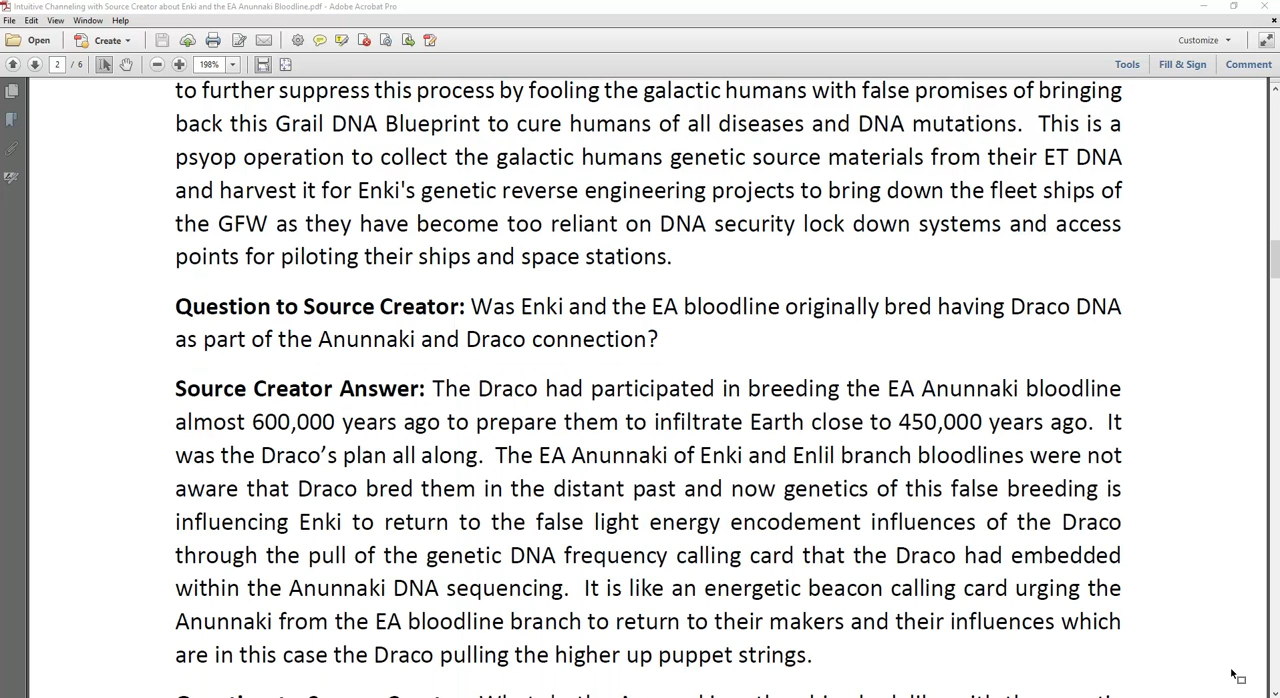 Intuitive Channeling with Source Creator about Enki and the EA Anunnaki Bloodline.pdf - Adobe Acrobat Pro
File Edit View Window Help
Open Create Customize
2 / 6 198% Tools Fill & Sign Comment
to further suppress this process by fooling the galactic humans with false promises of bringing
back this Grail DNA Blueprint to cure humans of all diseases and DNA mutations. This is a
psyop operation to collect the galactic humans genetic source materials from their ET DNA
and harvest it for Enki's genetic reverse engineering projects to bring down the fleet ships of
the GFW as they have become too reliant on DNA security lock down systems and access
points for piloting their ships and space stations.
Question to Source Creator: Was Enki and the EA bloodline originally bred having Draco DNA
as part of the Anunnaki and Draco connection?
Source Creator Answer: The Draco had participated in breeding the EA Anunnaki bloodline
almost 600,000 years ago to prepare them to infiltrate Earth close to 450,000 years ago. It
was the Draco’s plan all along. The EA Anunnaki of Enki and Enlil branch bloodlines were not
aware that Draco bred them in the distant past and now genetics of this false breeding is
influencing Enki to return to the false light energy encodement influences of the Draco
through the pull of the genetic DNA frequency calling card that the Draco had embedded
within the Anunnaki DNA sequencing. It is like an energetic beacon calling card urging the
Anunnaki from the EA bloodline branch to return to their makers and their influences which
are in this case the Draco pulling the higher up puppet strings.